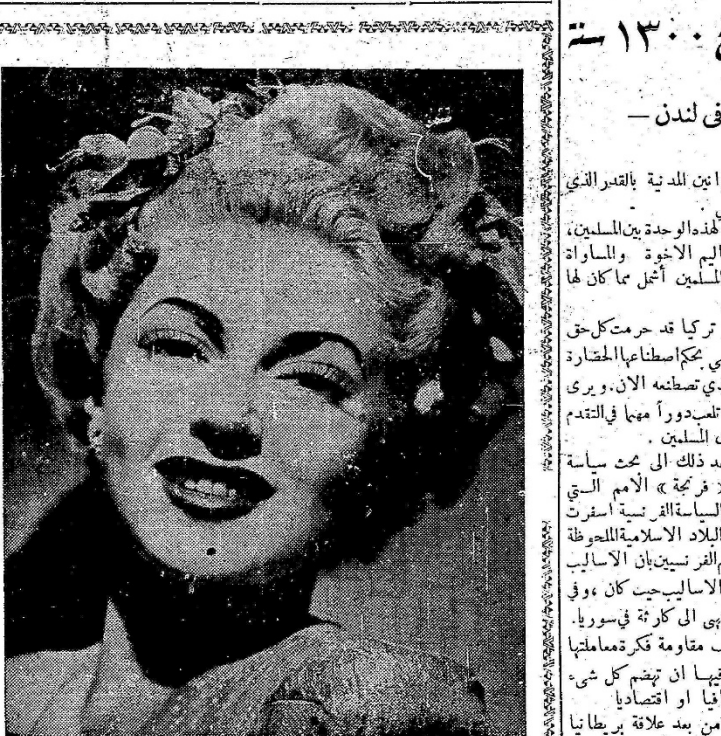 ١٣٠٠ سنة
في لندن —
انين المدنية بالقدر الذي
لهذه الوحدة بين المسلمين،
اليم الاخوة والمساواة
المسلمين أشمل مما كان لها
تركيا قد حرمت كل حق
ي بحكم اصطناعها الحضارة
ذي تصطنعه الان. ويرى
تلعب دوراً مهما في التقدم
المسلمين .
د ذلك الى بحث سياسة
« فرنجة » الأمم التي
السياسة الفرنسية اسفرت
البلاد الاسلامية الملحوظة
الفرنسيين بان الاساليب
الاساليب حيث كان ، وفي
هى الى كارثة في سوريا.
مقاومة فكرة معاملتها
فيها ان تهضم كل شيء
افيا او اقتصاديا
من بعد علاقة بريطانيا